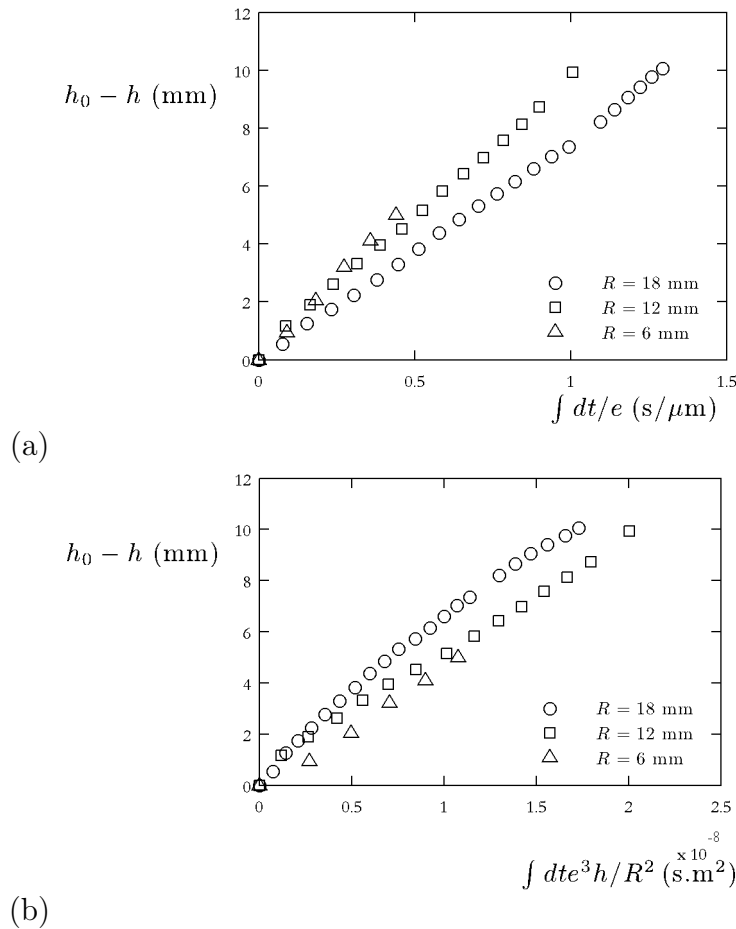 12
10
h₀ − h (mm)
8
6
4
2
0
R = 18 mm
R = 12 mm
R = 6 mm
0 0.5 1 1.5
∫ dt/e (s/μm)
(a)
12
10
h₀ − h (mm)
8
6
4
2
0
R = 18 mm
R = 12 mm
R = 6 mm
0 0.5 1 1.5 2 2.5
x 10⁻⁸
∫ dte³h/R² (s.m²)
(b)